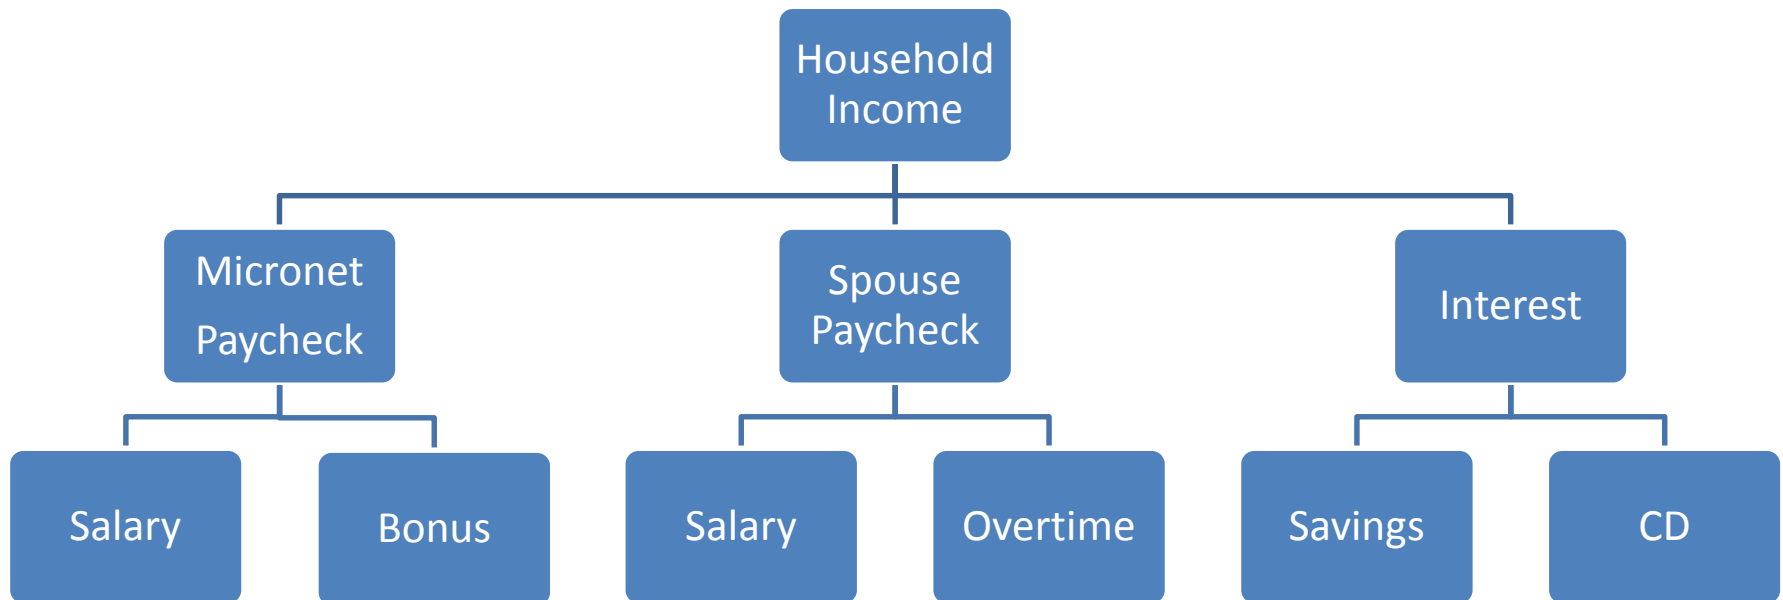 Household
Income
Micronet
Paycheck
Spouse
Paycheck
Interest
Salary
Bonus
Salary
Overtime
Savings
CD